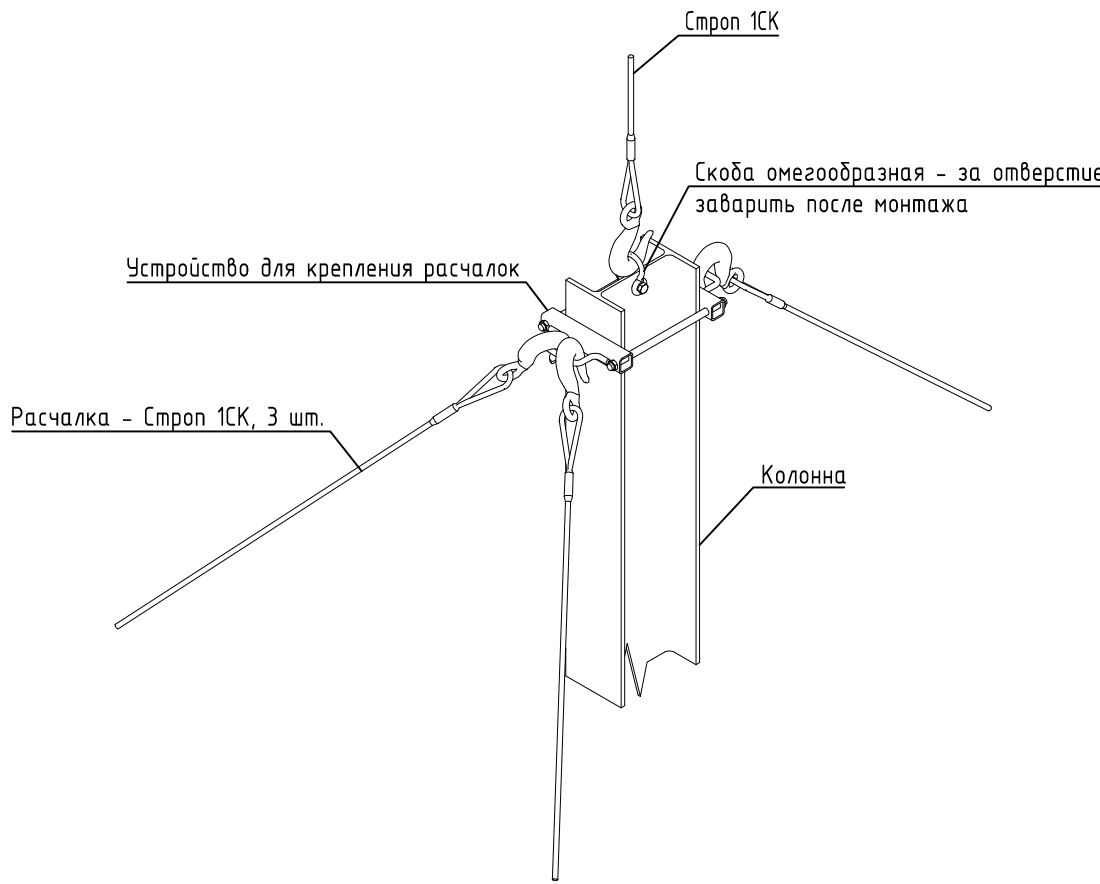 Строп 1СК
Скоба омегообразная - за отверстие
заварить после монтажа
Устройство для крепления расчалок
Расчалка - Строп 1СК, 3 шт.
Колонна